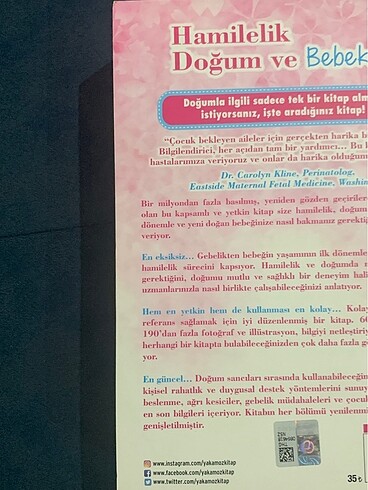 Hamilelik
Doğum ve Bebek
Doğumla ilgili sadece tek bir kitap alm
istiyorsanız, işte aradığınız kitap!
"Çocuk bekleyen aileler için gerçekten harika b
Bilgilendirici, her açıdan tam bir yardımcı... Bu k
hastalarımıza veriyoruz ve onlar da harika olduğun
Dr. Carolyn Kline, Perinatolog,
Eastside Maternal Fetal Medicine, Washin
Bir milyondan fazla basılmış, yeniden gözden geçirile
olan bu kapsamlı ve yetkin kitap size hamilelik, doğum
dönemle ve yeni doğan bebeğinize nasıl bakmanız gerektiğ
veriyor.
En eksiksiz... Gebelikten bebeğin yaşamının ilk döneml
hamilelik sürecini kapsıyor. Hamilelik ve doğumda n
gerektiğini, doğumu mutlu ve sağlıklı bir deneyim hali
uzmanlarınızla nasıl birlikte çalışabileceğinizi anlatıyor.
Hem en yetkin hem de kullanması en kolay... Kolay
referans sağlamak için iyi düzenlenmiş bir kitap. 60
190'dan fazla fotoğraf ve illüstrasyon, bilgiyi netleştiriy
herhangi bir kitapta bulabileceğinizden çok daha fazla g
yor.
En güncel... Doğum sancıları sırasında kullanabileceğin
kişisel rahatlık ve duygusal destek yöntemlerini sunuy
beslenme, ağrı kesiciler, gebelik müdahaleleri ve çocuk
en son bilgileri içeriyor. Kitabın her bölümü yenilenm
genişletilmiştir.
www.instagram.com/yakamozkitap
www.facebook.com/yakamozkitap
www.twitter.com/yakamozkitap
35₺